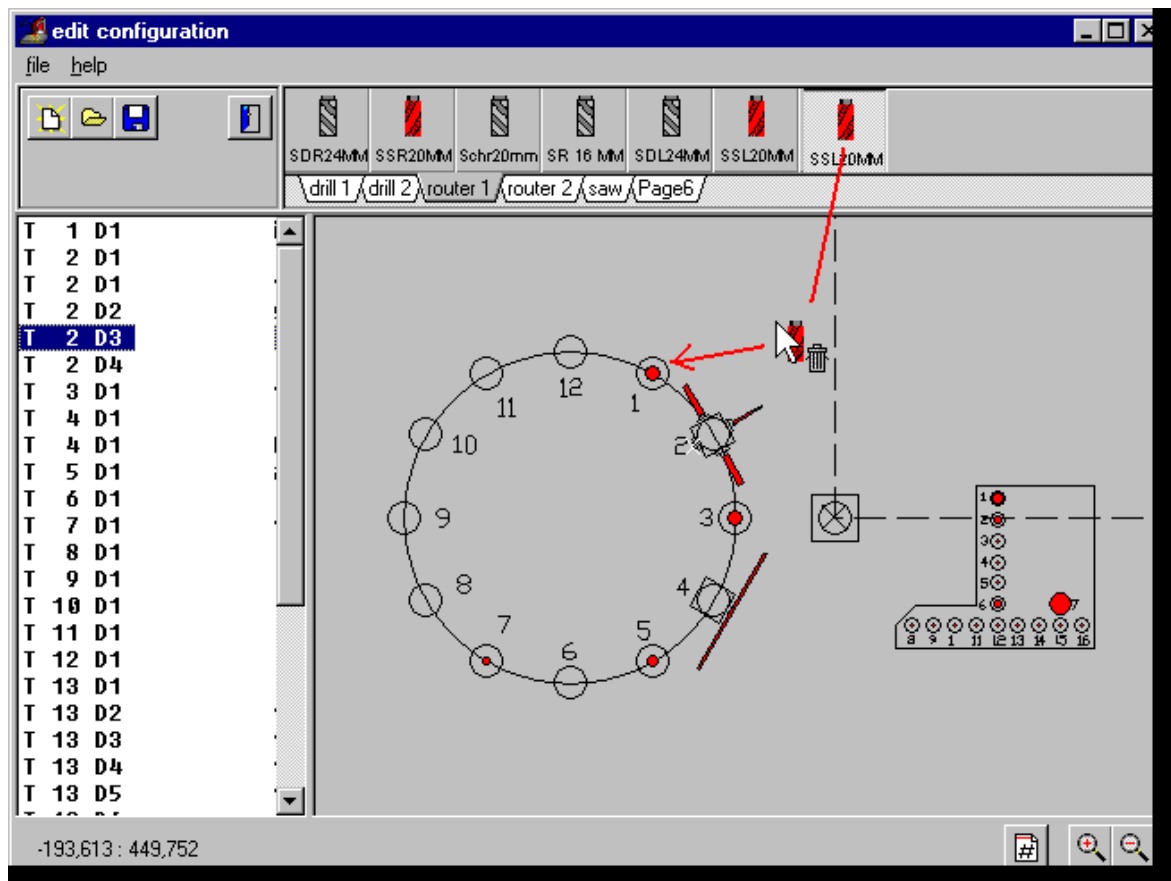 edit configuration
file help
SDR24MM SSR20MM Schr20mm SR 16 MM SDL24MM SSL20MM SSL20MM
drill 1 drill 2 router 1 router 2 saw Page6
T 1 D1
T 2 D1
T 2 D1
T 2 D2
T 2 D3
T 2 D4
T 3 D1
T 4 D1
T 4 D1
T 5 D1
T 6 D1
T 7 D1
T 8 D1
T 9 D1
T 10 D1
T 11 D1
T 12 D1
T 13 D1
T 13 D2
T 13 D3
T 13 D4
T 13 D5
12
11
1
10
2
9
3
8
4
7
5
6
1
2
3
4
5
6 7
8 9 1 11 12 13 14 15 16
-193,613 : 449,752
#